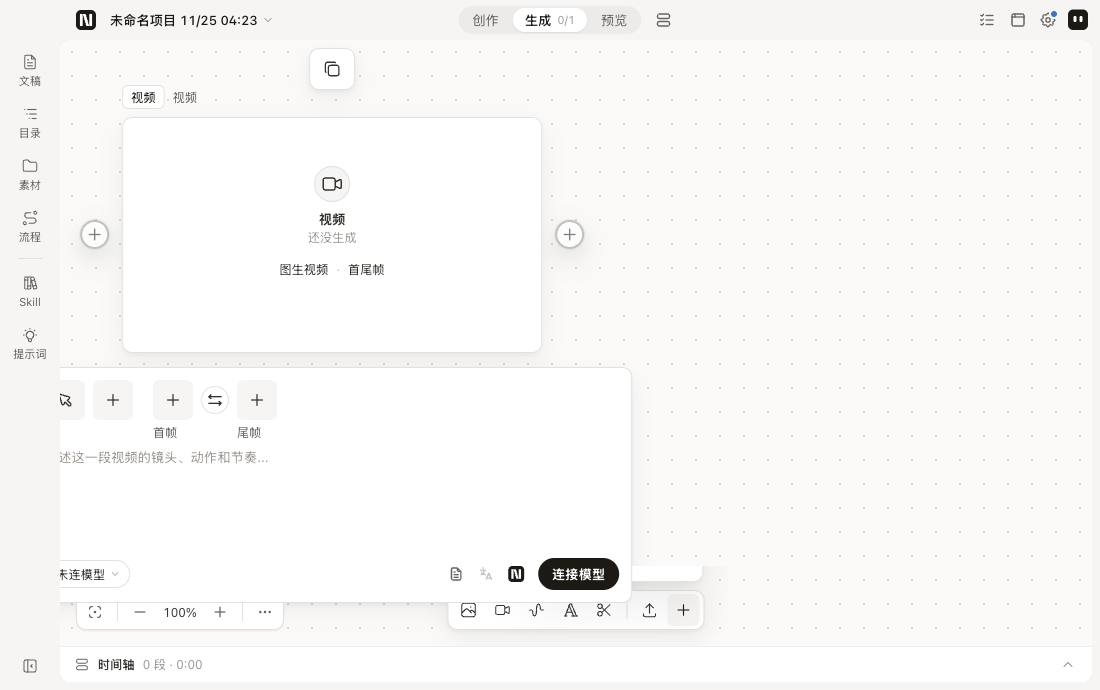 未命名项目 11/25 04:23
创作
生成 0/1
预览
文稿
目录
素材
流程
Skill
提示词
视频 视频
视频
还没生成
图生视频 · 首尾帧
首帧
尾帧
述这一段视频的镜头、动作和节奏...
未连模型
连接模型
100%
时间轴 0 段 · 0:00